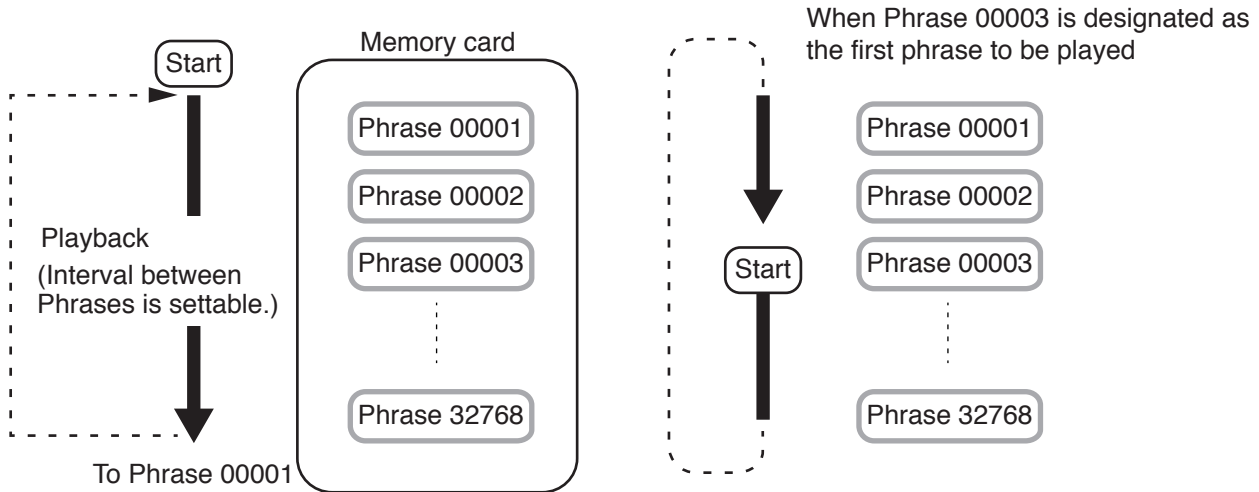 Start
Memory card
Phrase 00001
Phrase 00002
Phrase 00003
Phrase 32768
Playback
(Interval between
Phrases is settable.)
To Phrase 00001
When Phrase 00003 is designated as
the first phrase to be played
Start
Phrase 00001
Phrase 00002
Phrase 00003
Phrase 32768